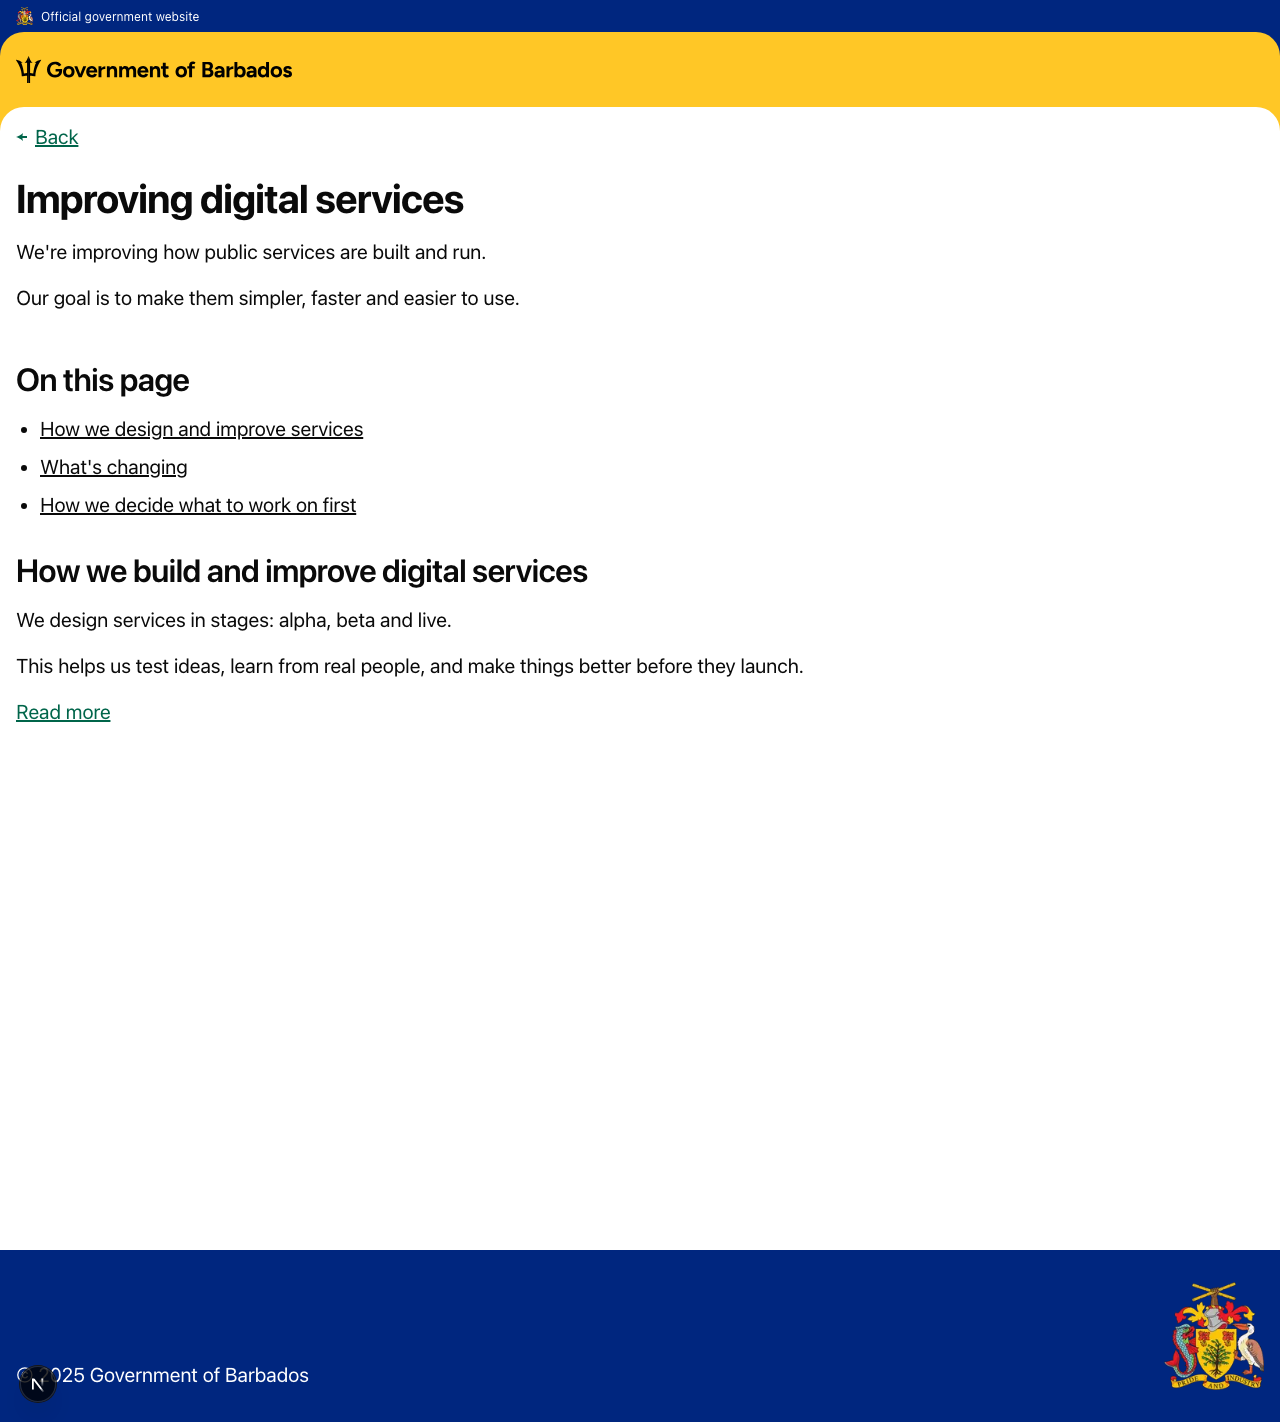 Official government website
Government of Barbados
Back
Improving digital services
We're improving how public services are built and run.
Our goal is to make them simpler, faster and easier to use.
On this page
How we design and improve services
What's changing
How we decide what to work on first
How we build and improve digital services
We design services in stages: alpha, beta and live.
This helps us test ideas, learn from real people, and make things better before they launch.
Read more
© 2025 Government of Barbados
N
PRIDE AND INDUSTRY